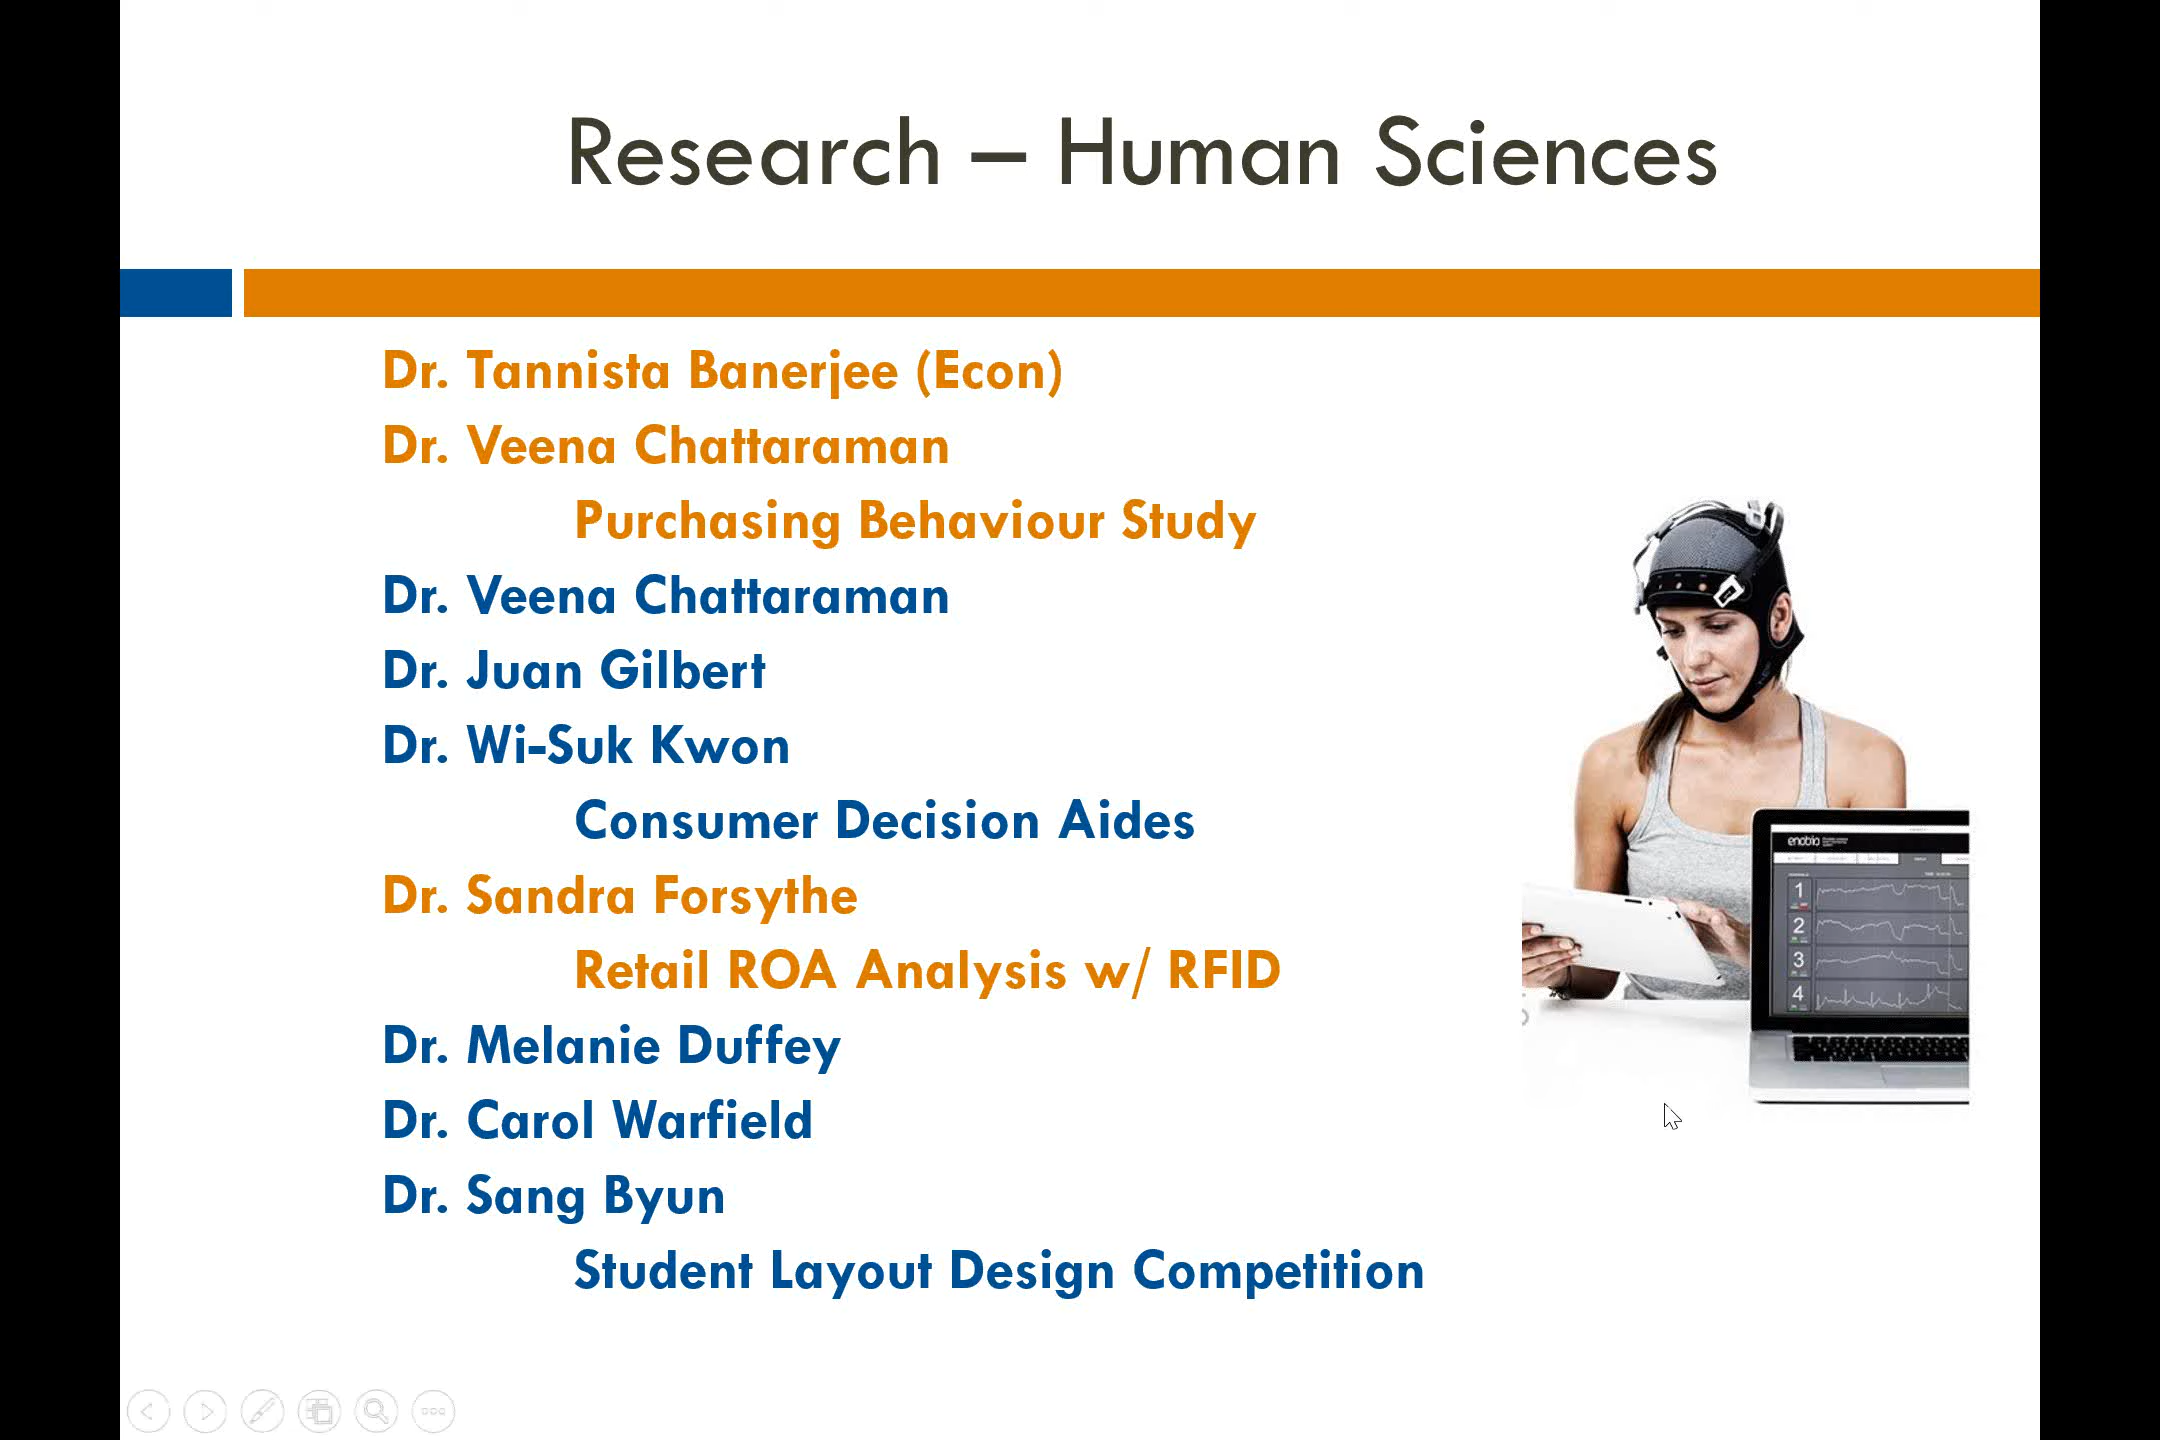 Research – Human Sciences
Dr. Tannista Banerjee (Econ)
Dr. Veena Chattaraman
Purchasing Behaviour Study
Dr. Veena Chattaraman
Dr. Juan Gilbert
Dr. Wi-Suk Kwon
Consumer Decision Aides
Dr. Sandra Forsythe
Retail ROA Analysis w/ RFID
Dr. Melanie Duffey
Dr. Carol Warfield
Dr. Sang Byun
Student Layout Design Competition
enobio
1
2
3
4